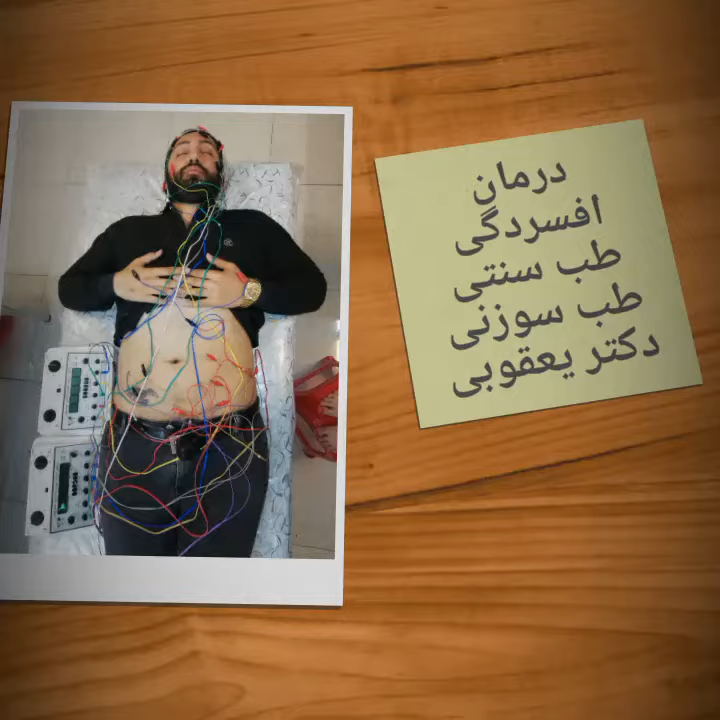 درمان
افسردگی
طب سنتی
طب سوزنی
دکتر یعقوبی